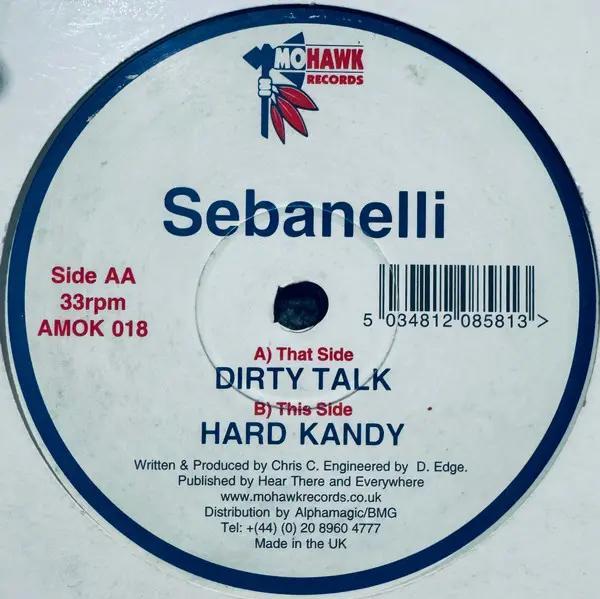 MOHAWK
RECORDS
Sebanelli
Side AA
33rpm
AMOK 018
5 034812 085813 >
A) That Side
DIRTY TALK
B) This Side
HARD KANDY
Written & Produced by Chris C. Engineered by D. Edge.
Published by Hear There and Everywhere
www.mohawkrecords.co.uk
Distribution by Alphamagic/BMG
Tel: +(44) (0) 20 8960 4777
Made in the UK